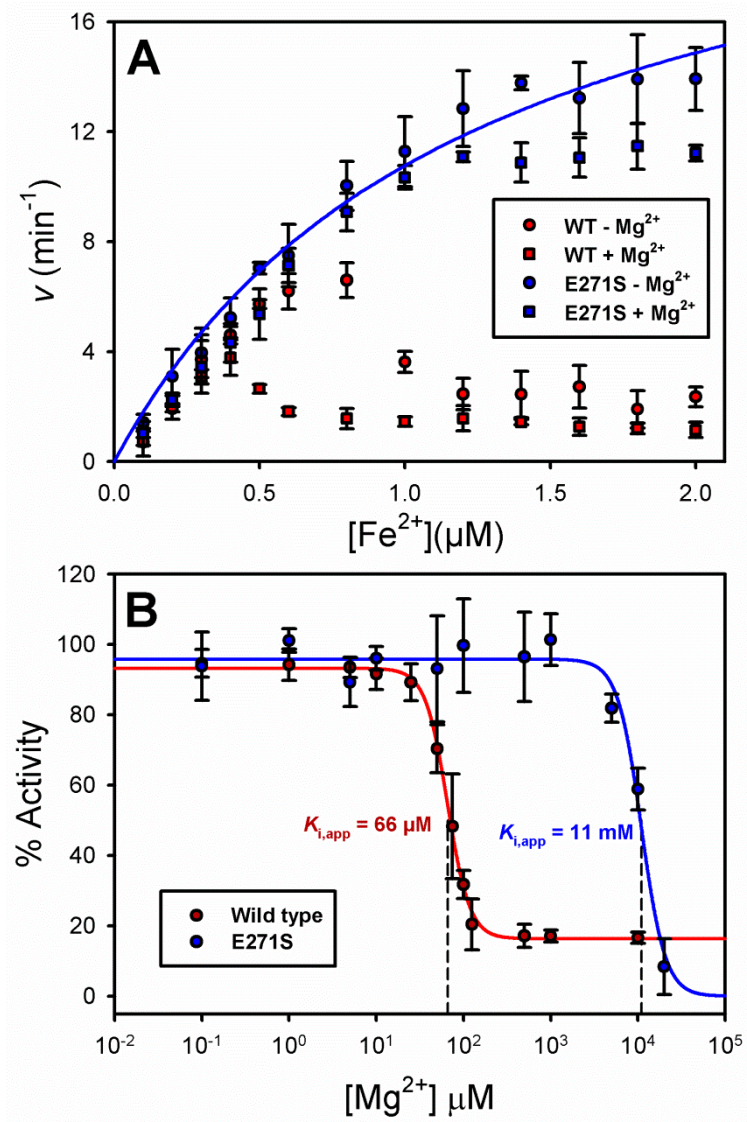 A
16
12
8
4
0
v (min⁻¹)
WT - Mg²⁺
WT + Mg²⁺
E271S - Mg²⁺
E271S + Mg²⁺
0.0 0.5 1.0 1.5 2.0
[Fe²⁺](µM)
B
120
100
80
60
40
20
0
% Activity
Ki,app = 66 µM Ki,app = 11 mM
Wild type
E271S
10⁻² 10⁻¹ 10⁰ 10¹ 10² 10³ 10⁴ 10⁵
[Mg²⁺] µM